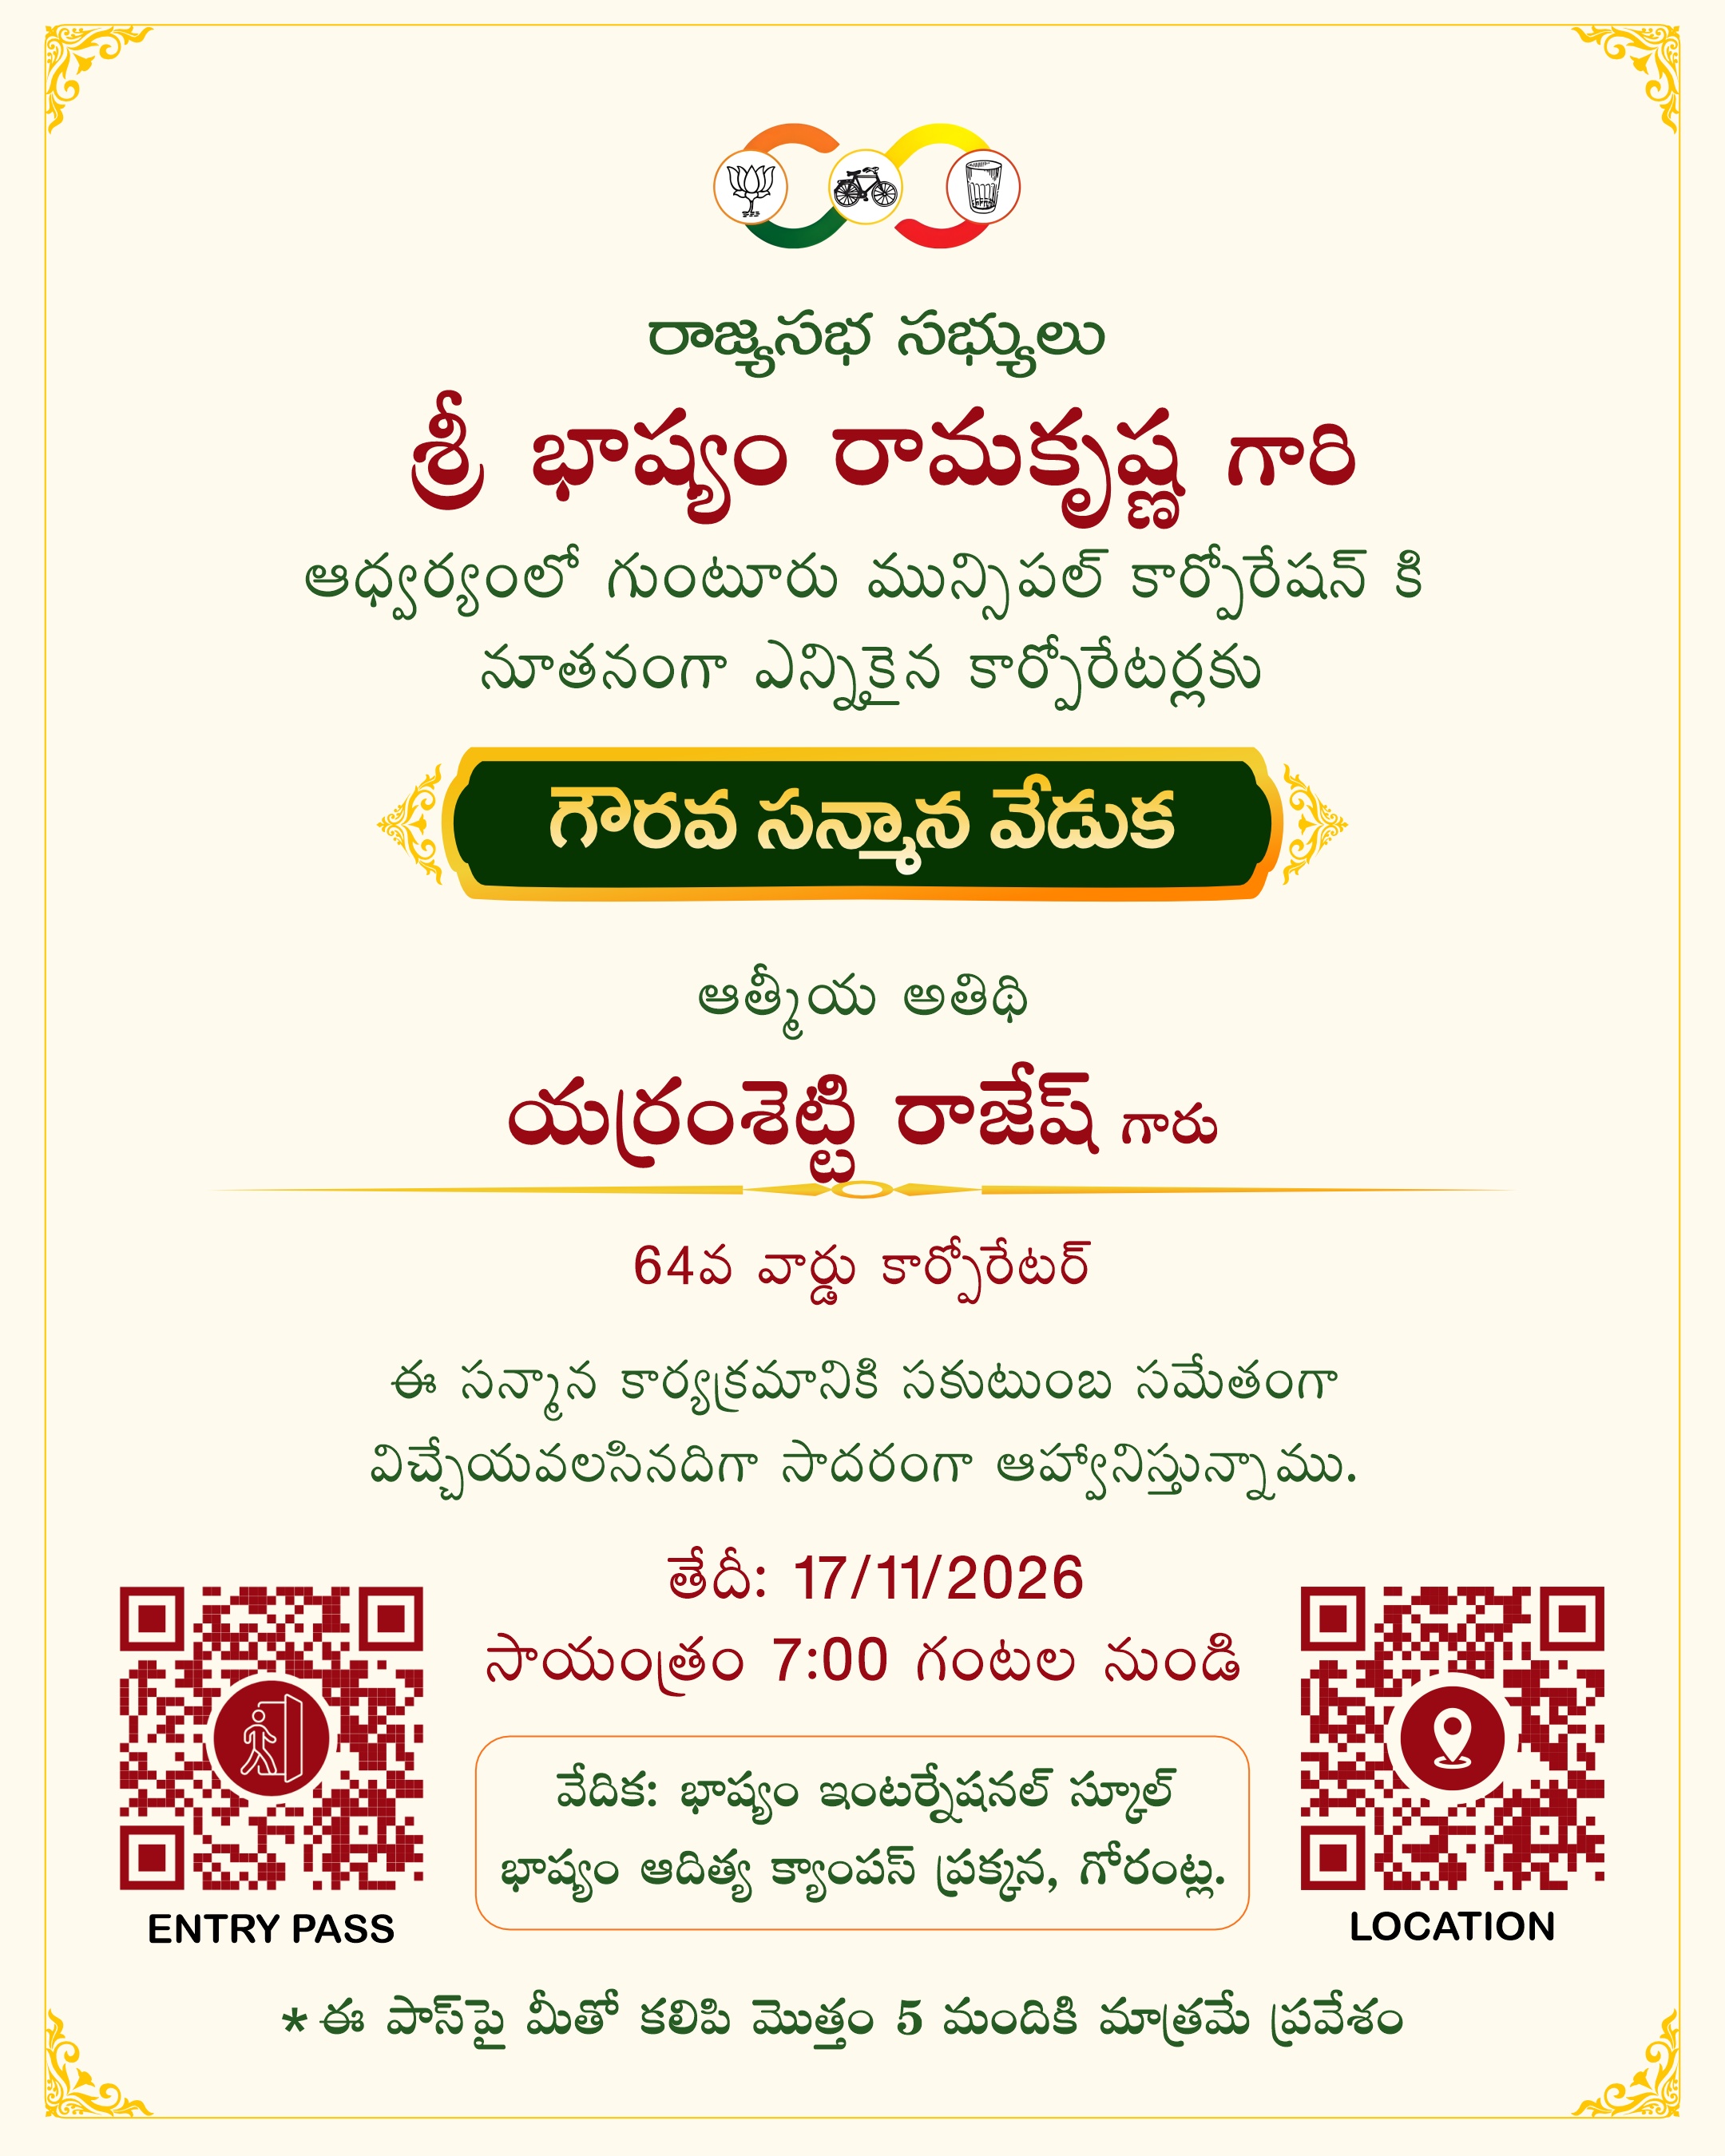 రాజ్యసభ సభ్యులు
శ్రీ భాష్యం రామకృష్ణ గారి
ఆధ్వర్యంలో గుంటూరు మున్సిపల్ కార్పోరేషన్ కి
నూతనంగా ఎన్నికైన కార్పోరేటర్లకు
గౌరవ సన్మాన వేడుక
ఆత్మీయ అతిథి
యర్రంశెట్టి రాజేష్ గారు
64వ వార్డు కార్పోరేటర్
ఈ సన్మాన కార్యక్రమానికి సకుటుంబ సమేతంగా
విచ్చేయవలసినదిగా సాదరంగా ఆహ్వానిస్తున్నాము.
తేదీ: 17/11/2026
సాయంత్రం 7:00 గంటల నుండి
వేదిక: భాష్యం ఇంటర్నేషనల్ స్కూల్
భాష్యం ఆదిత్య క్యాంపస్ ప్రక్కన, గోరంట్ల.
ENTRY PASS
LOCATION
* ఈ పాస్‌పై మీతో కలిపి మొత్తం 5 మందికి మాత్రమే ప్రవేశం